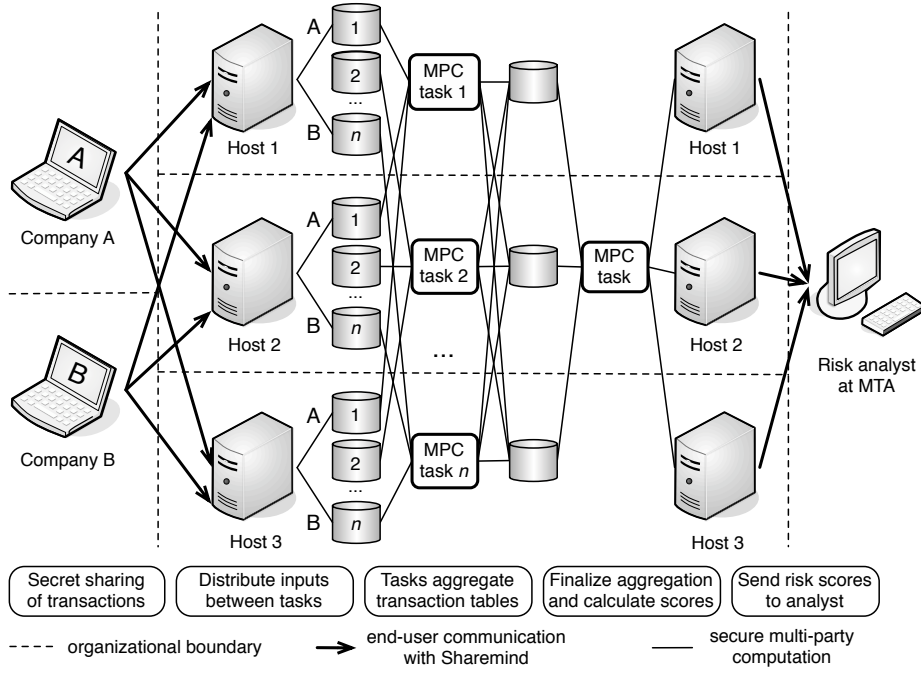 A
1
2
...
B
n
MPC
task 1
Host 1
Host 1
A
Company A
A
1
2
...
B
n
MPC
task 2
MPC
task
Host 2
Host 2
...
B
Company B
Risk analyst
at MTA
A
1
2
...
B
n
MPC
task n
Host 3
Host 3
Secret sharing
of transactions
Distribute inputs
between tasks
Tasks aggregate
transaction tables
Finalize aggregation
and calculate scores
Send risk scores
to analyst
organizational boundary
end-user communication
with Sharemind
secure multi-party
computation